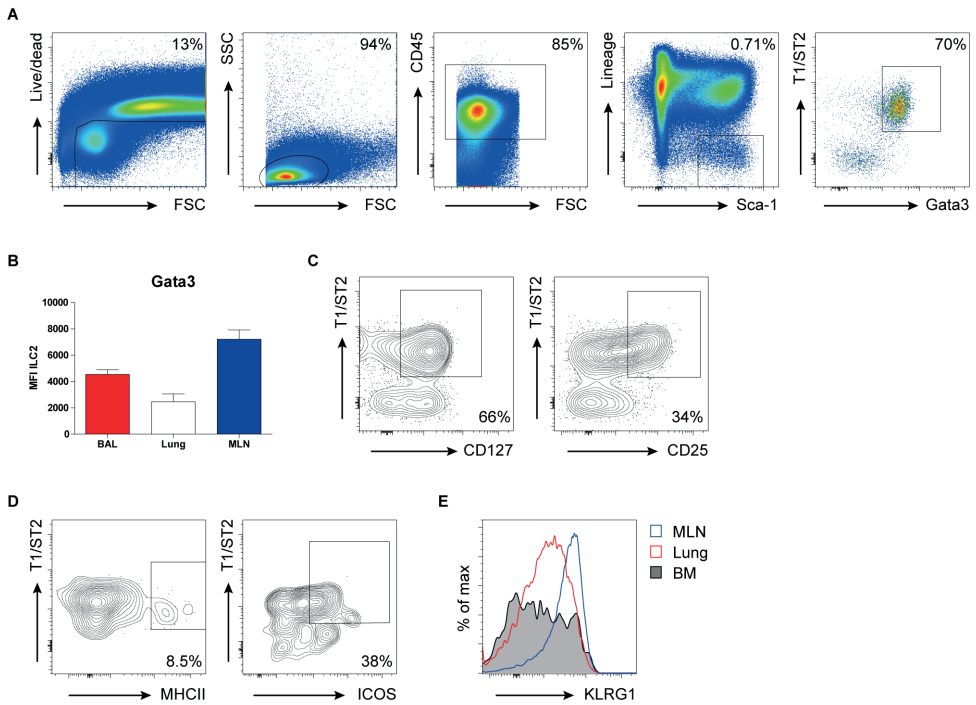 A
Live/dead
13%
FSC
SSC
94%
FSC
CD45
85%
FSC
Lineage
0.71%
Sca-1
T1/ST2
70%
Gata3
B
Gata3
MFI ILC2
10000
8000
6000
4000
2000
0
BAL
Lung
MLN
C
T1/ST2
66%
CD127
T1/ST2
34%
CD25
D
T1/ST2
8.5%
MHCII
T1/ST2
38%
ICOS
E
% of max
KLRG1
MLN
Lung
BM